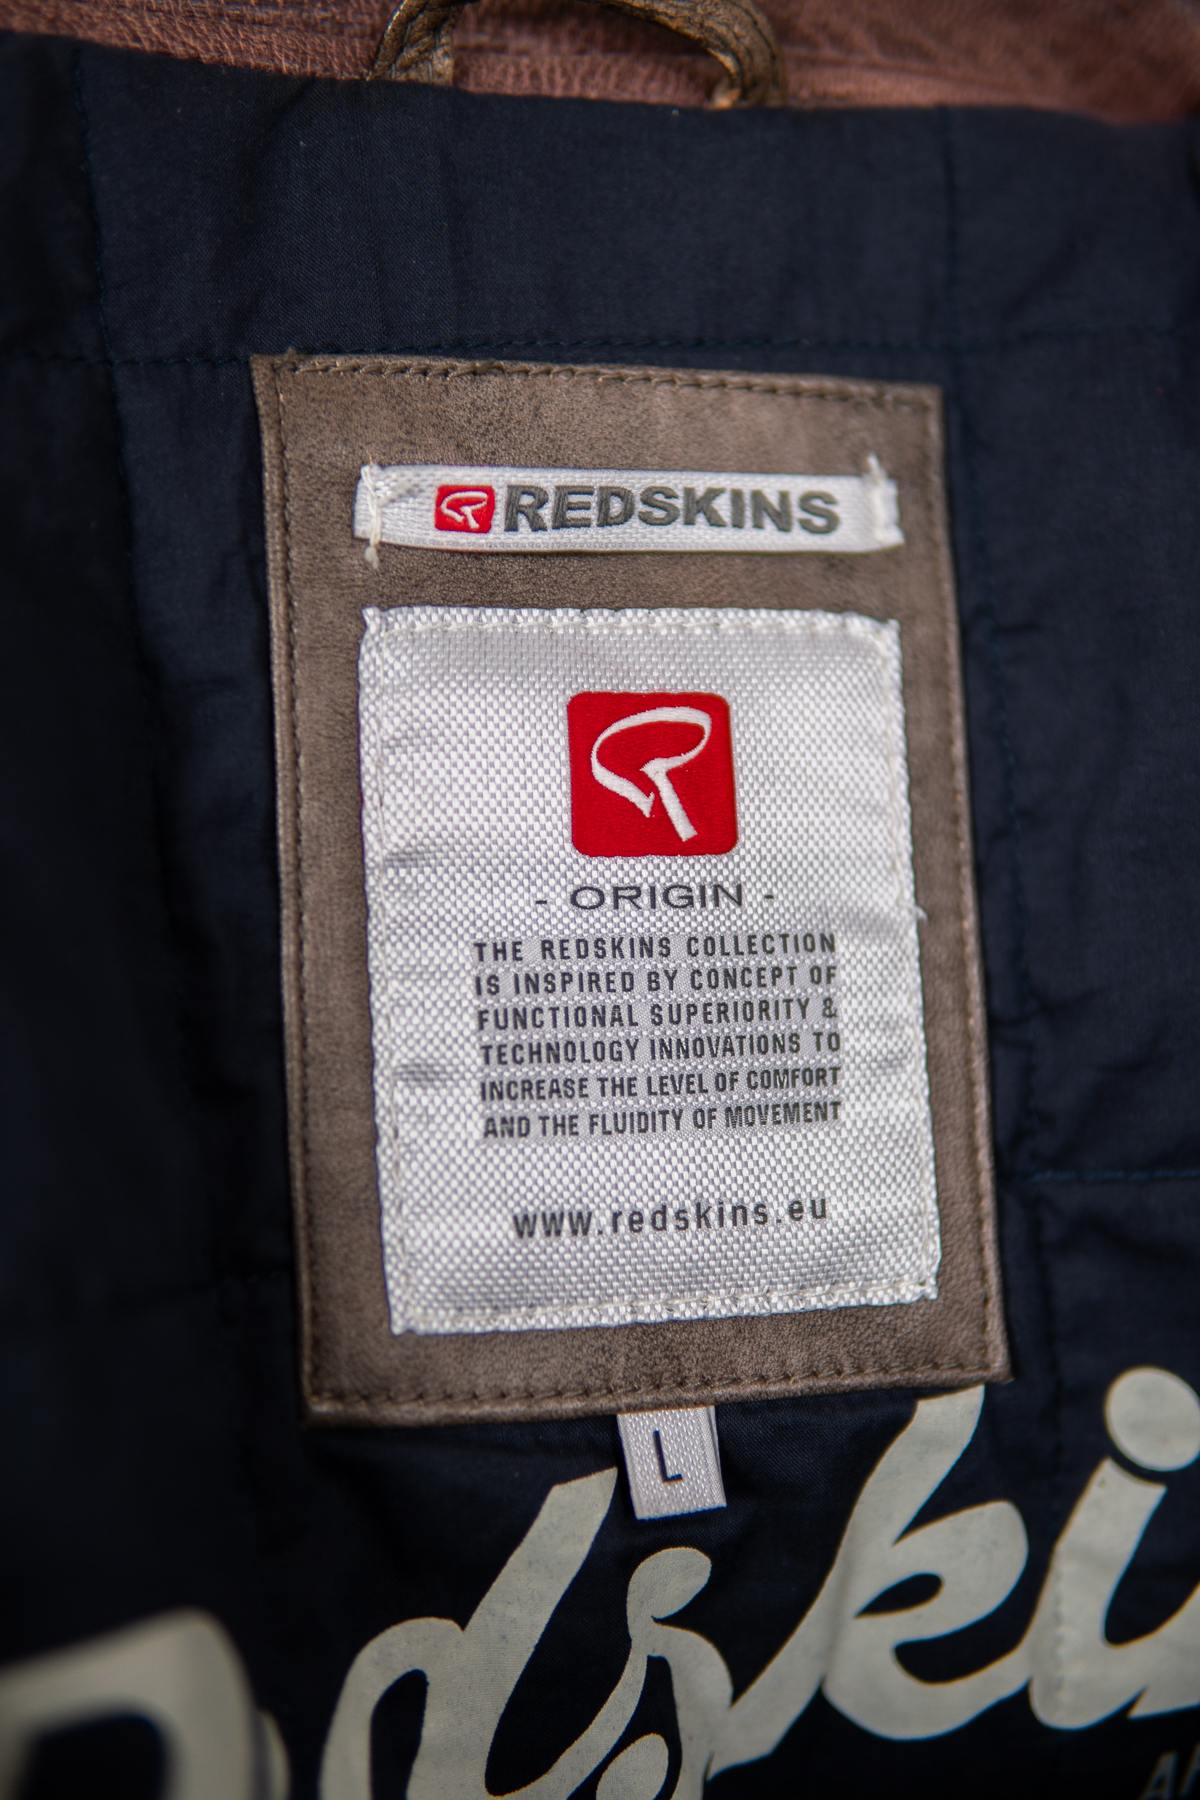 REDSKINS
- ORIGIN -
THE REDSKINS COLLECTION
IS INSPIRED BY CONCEPT OF
FUNCTIONAL SUPERIORITY &
TECHNOLOGY INNOVATIONS TO
INCREASE THE LEVEL OF COMFORT
AND THE FLUIDITY OF MOVEMENT
www.redskins.eu
L